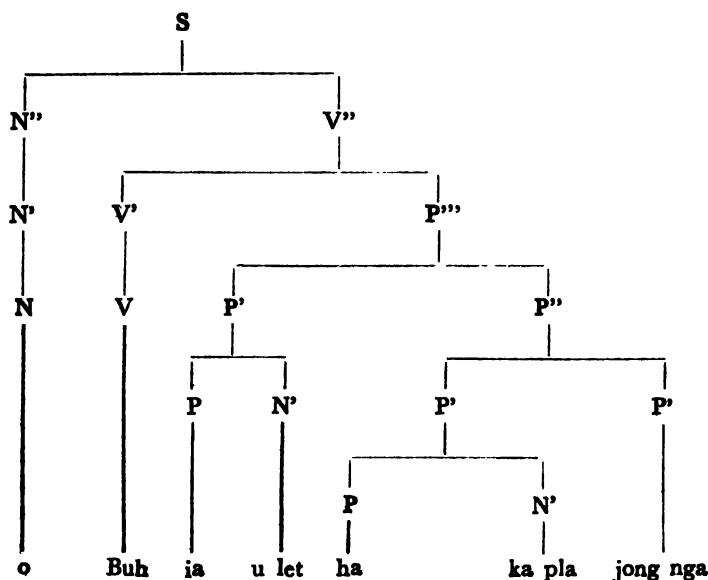 S
N" V"
N' V' P"'
N V P' P"
P N' P' P'
P N'
o Buh ia u let ha ka pla jong nga